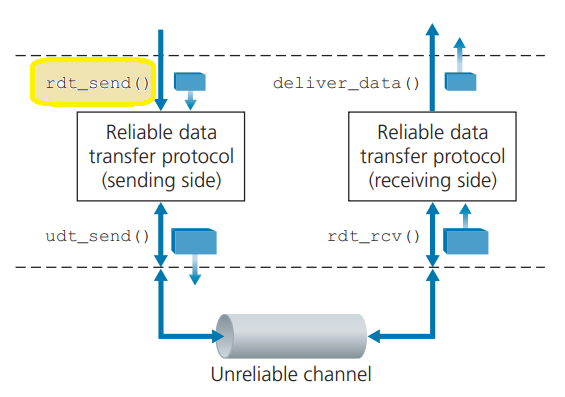 rdt_send()
deliver_data()
Reliable data
transfer protocol
(sending side)
Reliable data
transfer protocol
(receiving side)
udt_send()
rdt_rcv()
Unreliable channel